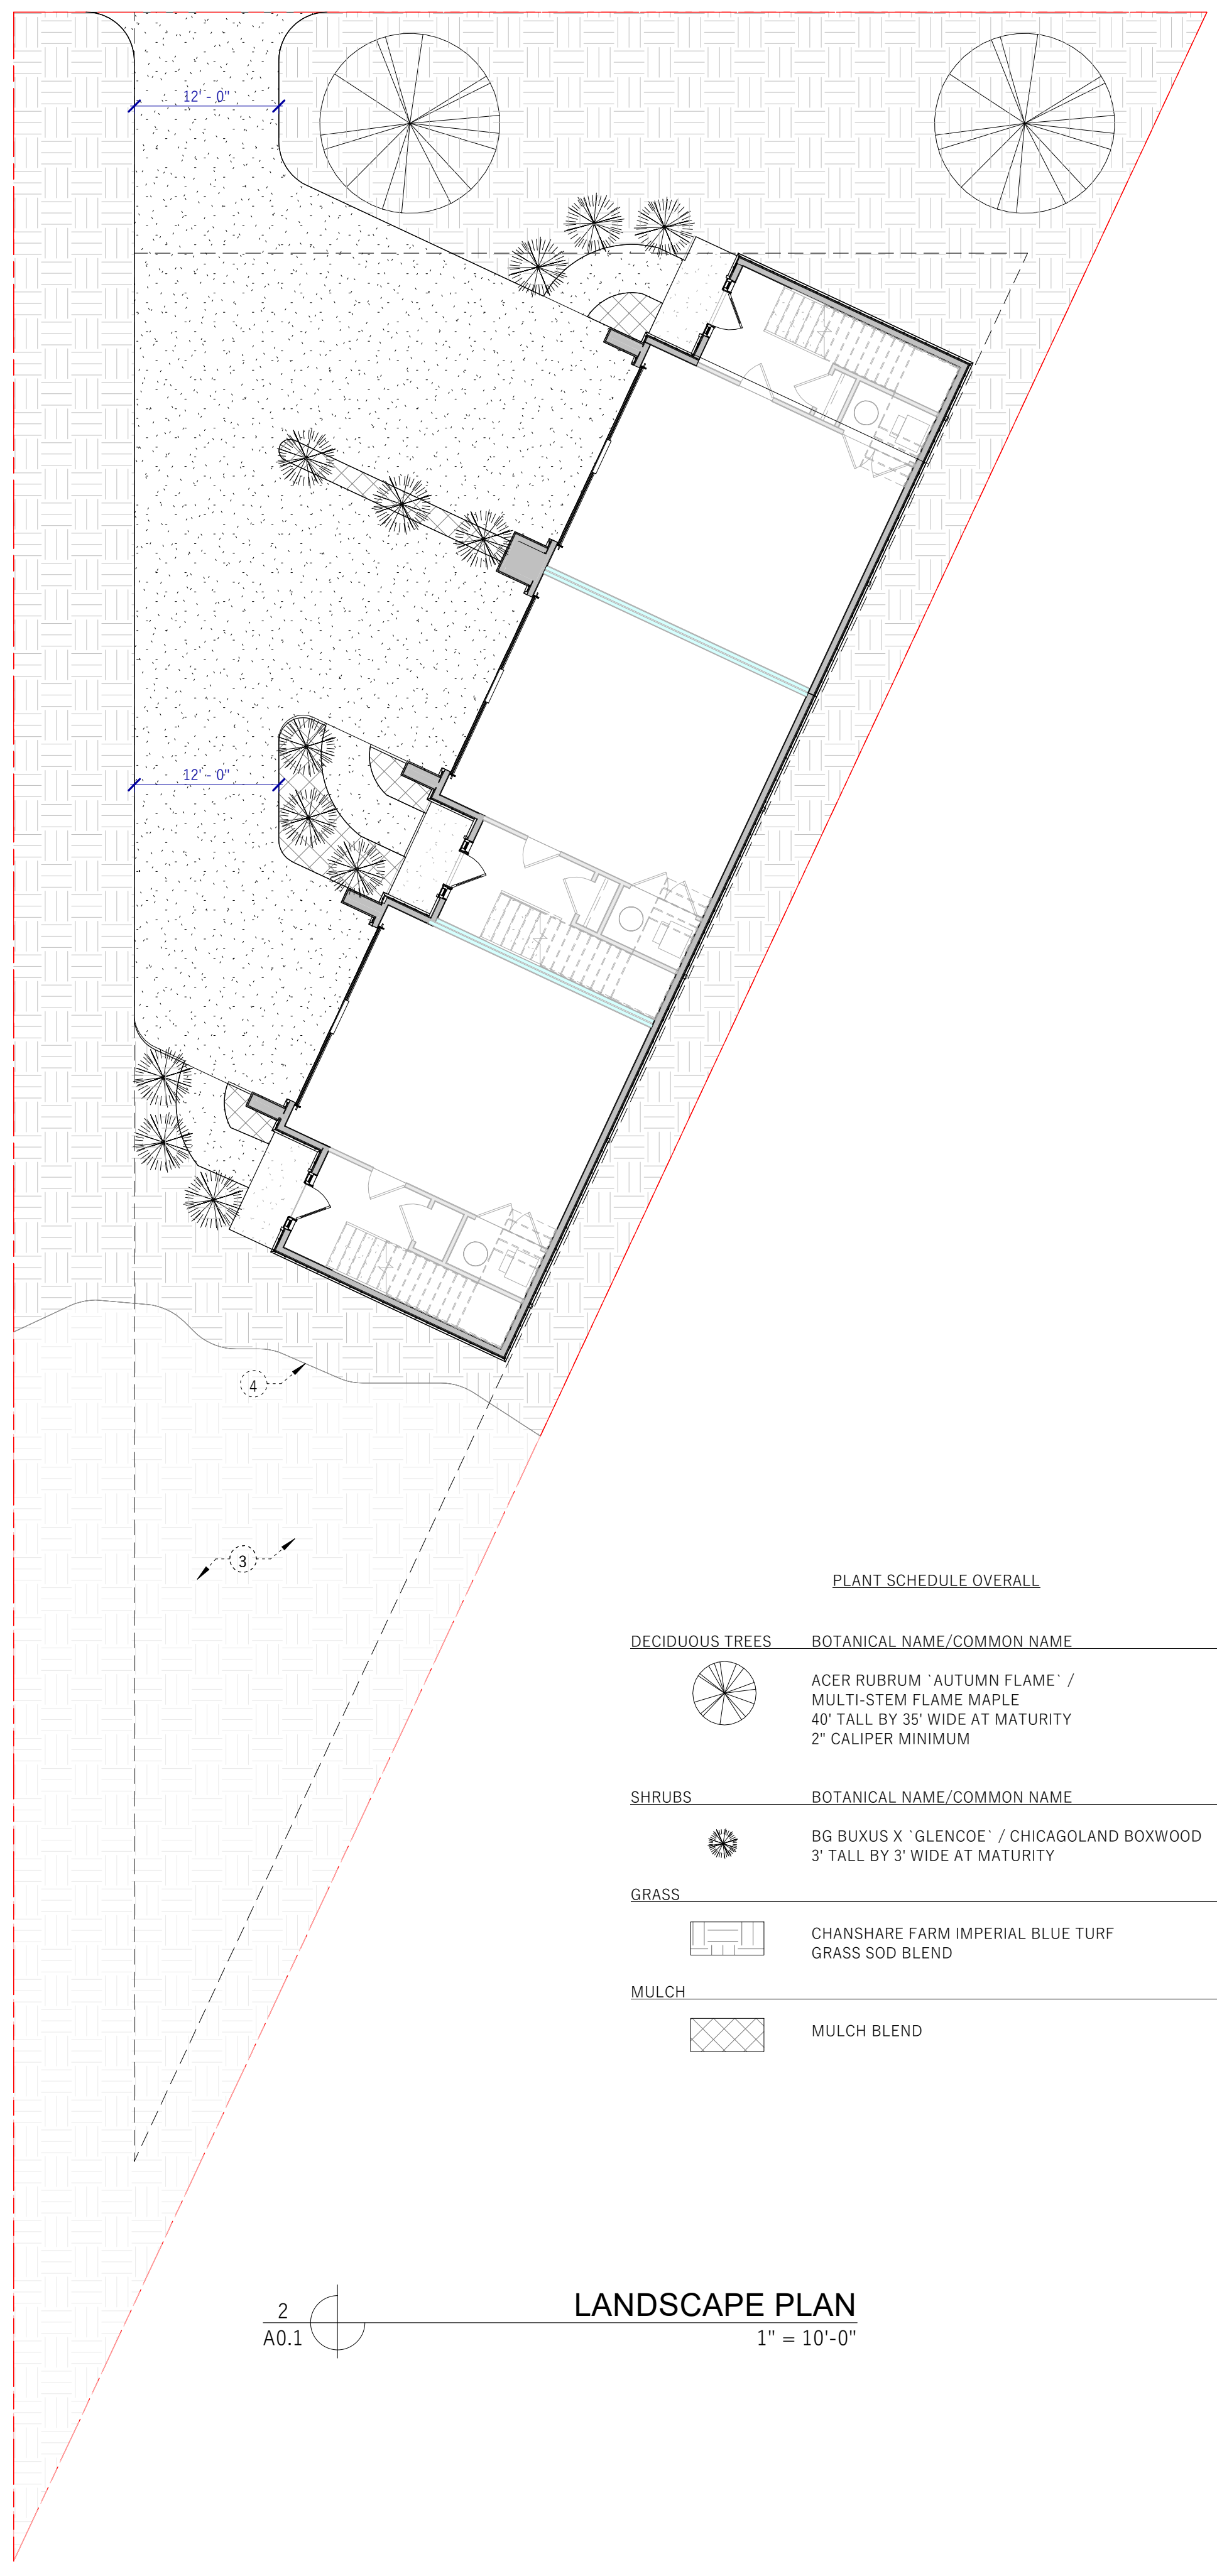 12' - 0"
12' - 0"
4
3
PLANT SCHEDULE OVERALL
DECIDUOUS TREES BOTANICAL NAME/COMMON NAME
ACER RUBRUM `AUTUMN FLAME` /
MULTI-STEM FLAME MAPLE
40' TALL BY 35' WIDE AT MATURITY
2" CALIPER MINIMUM
SHRUBS BOTANICAL NAME/COMMON NAME
BG BUXUS X `GLENCOE` / CHICAGOLAND BOXWOOD
3' TALL BY 3' WIDE AT MATURITY
GRASS
CHANSHARE FARM IMPERIAL BLUE TURF
GRASS SOD BLEND
MULCH
MULCH BLEND
2 LANDSCAPE PLAN
A0.1 1" = 10'-0"